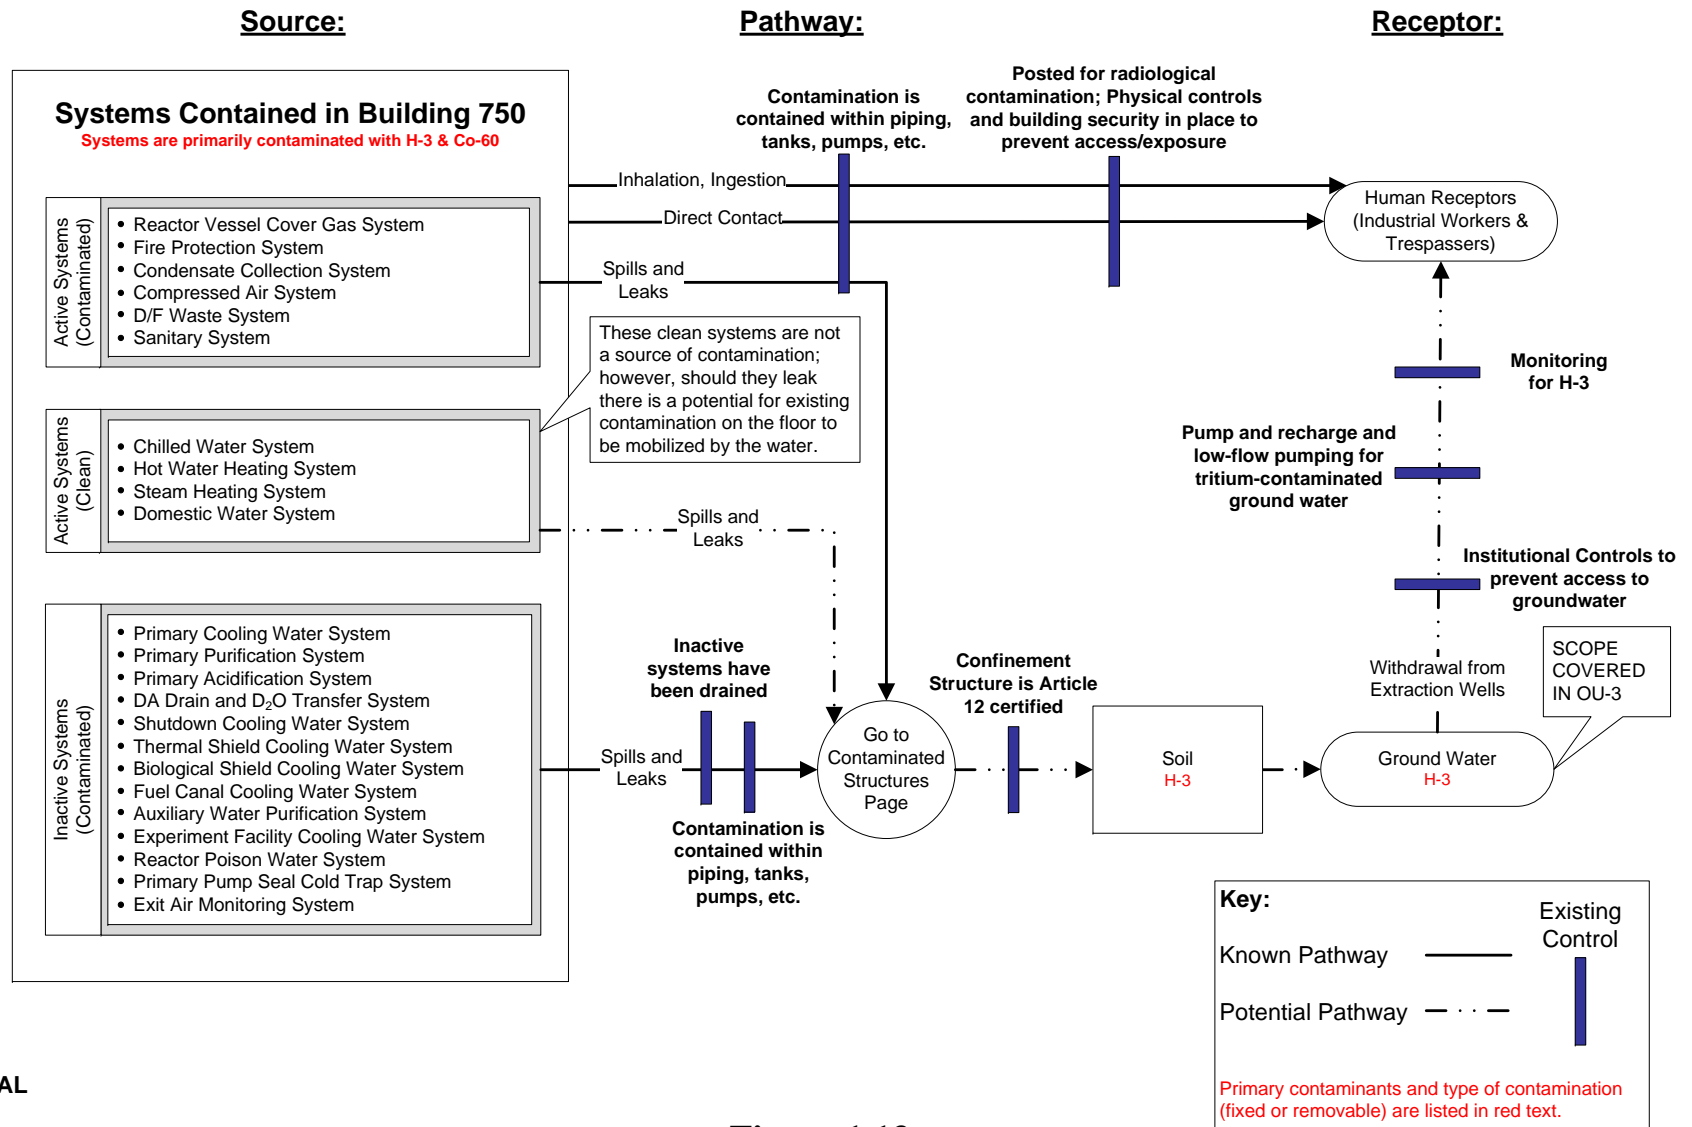 Source:
Pathway:
Receptor:
Systems Contained in Building 750
Systems are primarily contaminated with H-3 & Co-60
Contamination is
contained within piping,
tanks, pumps, etc.
Posted for radiological
contamination; Physical controls
and building security in place to
prevent access/exposure
Inhalation, Ingestion
Direct Contact
Human Receptors
(Industrial Workers &
Trespassers)
Active Systems
(Contaminated)
• Reactor Vessel Cover Gas System
• Fire Protection System
• Condensate Collection System
• Compressed Air System
• D/F Waste System
• Sanitary System
Spills and
Leaks
These clean systems are not
a source of contamination;
however, should they leak
there is a potential for existing
contamination on the floor to
be mobilized by the water.
Monitoring
for H-3
Active Systems
(Clean)
• Chilled Water System
• Hot Water Heating System
• Steam Heating System
• Domestic Water System
Spills and
Leaks
Pump and recharge and
low-flow pumping for
tritium-contaminated
ground water
Institutional Controls to
prevent access to
groundwater
Inactive Systems
(Contaminated)
• Primary Cooling Water System
• Primary Purification System
• Primary Acidification System
• DA Drain and D₂O Transfer System
• Shutdown Cooling Water System
• Thermal Shield Cooling Water System
• Biological Shield Cooling Water System
• Fuel Canal Cooling Water System
• Auxiliary Water Purification System
• Experiment Facility Cooling Water System
• Reactor Poison Water System
• Primary Pump Seal Cold Trap System
• Exit Air Monitoring System
Spills and
Leaks
Inactive
systems have
been drained
Contamination is
contained within
piping, tanks,
pumps, etc.
Go to
Contaminated
Structures
Page
Confinement
Structure is Article
12 certified
Soil
H-3
Withdrawal from
Extraction Wells
Ground Water
H-3
SCOPE
COVERED
IN OU-3
Key:
Existing
Control
Known Pathway
Potential Pathway
Primary contaminants and type of contamination
(fixed or removable) are listed in red text.
AL